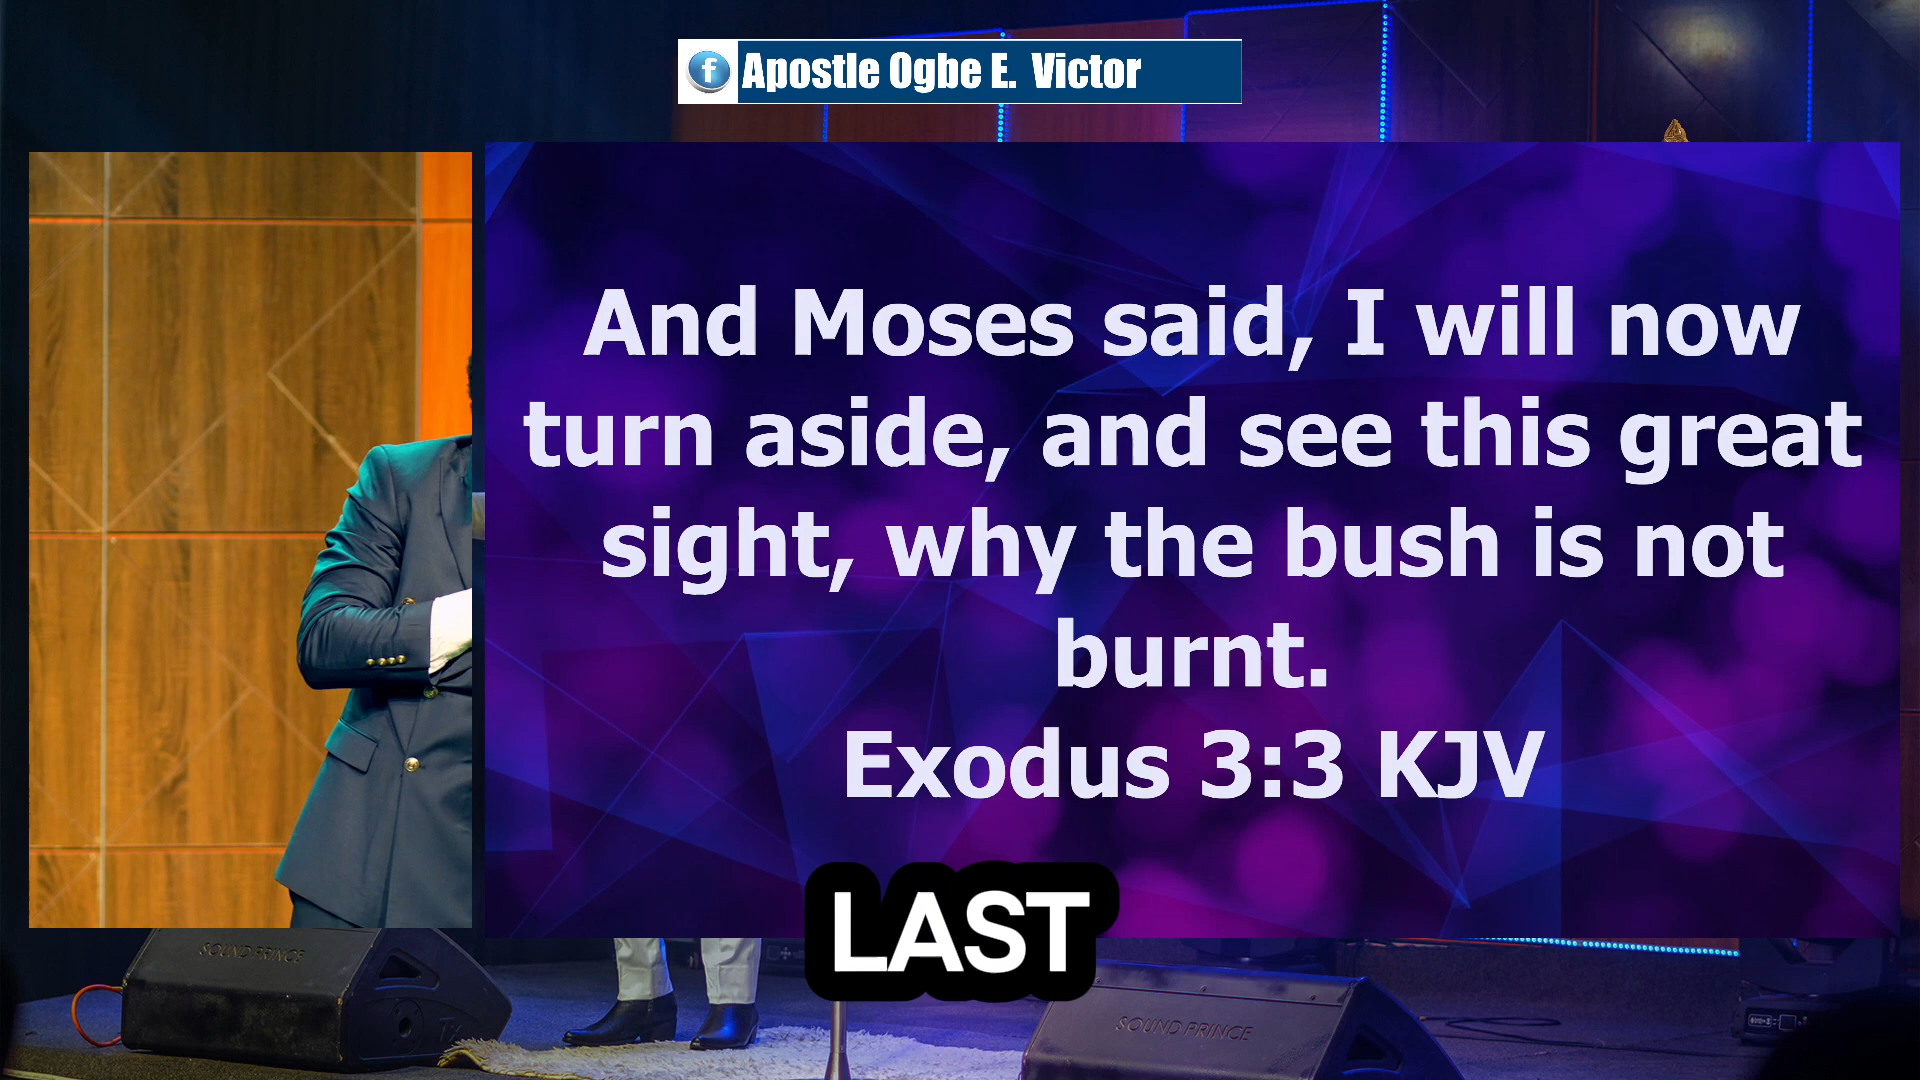 Apostle Ogbe E. Victor
And Moses said, I will now
turn aside, and see this great
sight, why the bush is not
burnt.
Exodus 3:3 KJV
LAST
SOUND PRINCE
SOUND PRINCE